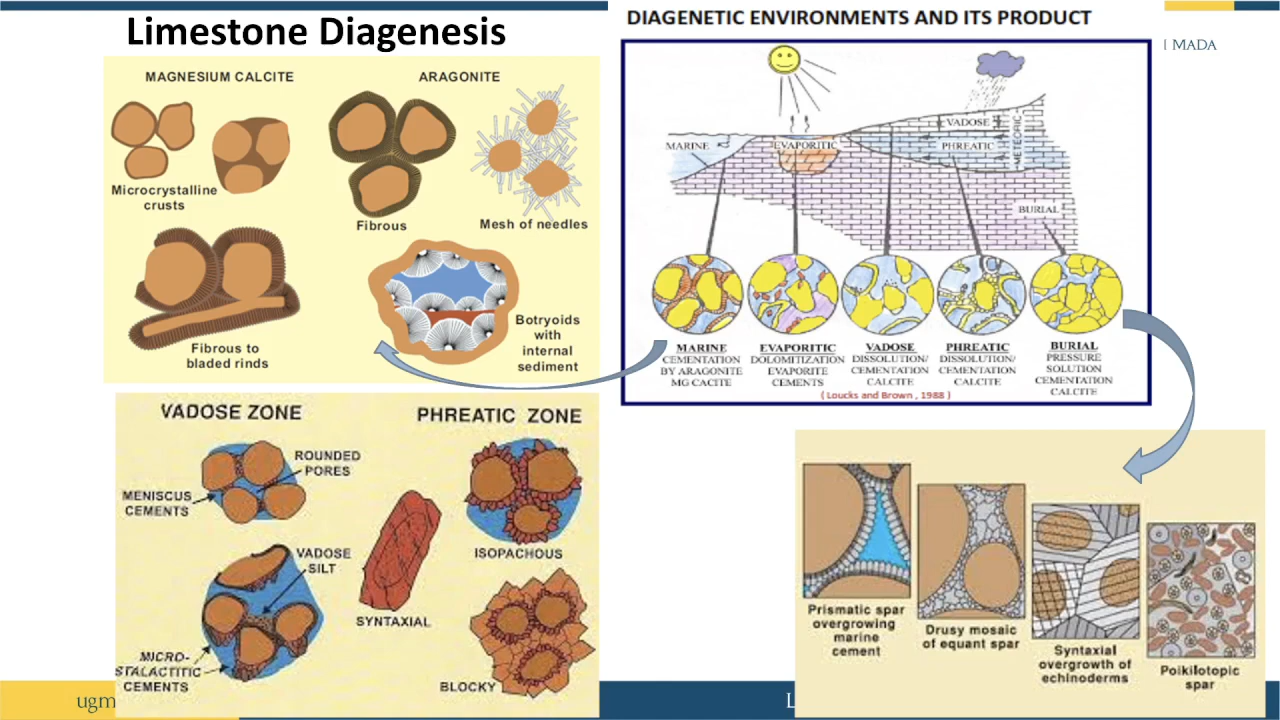 Limestone Diagenesis
MAGNESIUM CALCITE
ARAGONITE
Microcrystalline
crusts
Fibrous
Mesh of needles
Fibrous to
bladed rinds
Botryoids
with
internal
sediment
DIAGENETIC ENVIRONMENTS AND ITS PRODUCT
MADA
MARINE
EVAPORITIC
VADOSE
PHREATIC
METEORIC
BURIAL
MARINE
CEMENTATION
BY ARAGONITE
MG CACITE
EVAPORITIC
DOLOMITIZATION
EVAPORITE
CEMENTS
VADOSE
DISSOLUTION/
CEMENTATION
CALCITE
PHREATIC
DISSOLUTION/
CEMENTATION
CALCITE
BURIAL
PRESSURE
SOLUTION
CEMENTATION
CALCITE
( Loucks and Brown , 1988 )
VADOSE ZONE
PHREATIC ZONE
ROUNDED
PORES
MENISCUS
CEMENTS
VADOSE
SILT
MICRO-
STALACTITIC
CEMENTS
SYNTAXIAL
ISOPACHOUS
BLOCKY
Prismatic spar
overgrowing
marine
cement
Drusy mosaic
of equant spar
Syntaxial
overgrowth of
echinoderms
Poikilotopic
spar
ugm
L